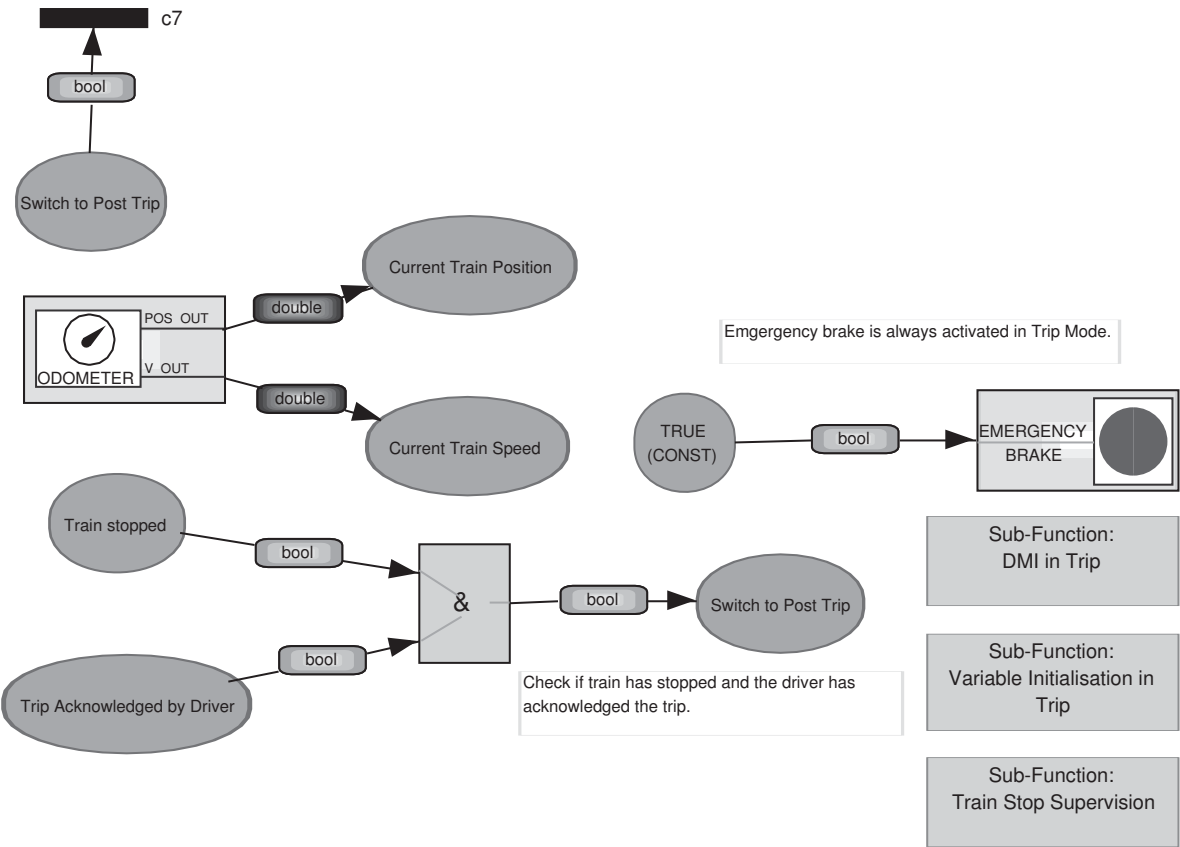 c7
bool
Switch to Post Trip
Current Train Position
double
POS OUT
V OUT
ODOMETER
double
Current Train Speed
Emgergency brake is always activated in Trip Mode.
TRUE
(CONST)
bool
EMERGENCY
BRAKE
Train stopped
bool
&
bool
Switch to Post Trip
bool
Trip Acknowledged by Driver
Check if train has stopped and the driver has
acknowledged the trip.
Sub-Function:
DMI in Trip
Sub-Function:
Variable Initialisation in
Trip
Sub-Function:
Train Stop Supervision